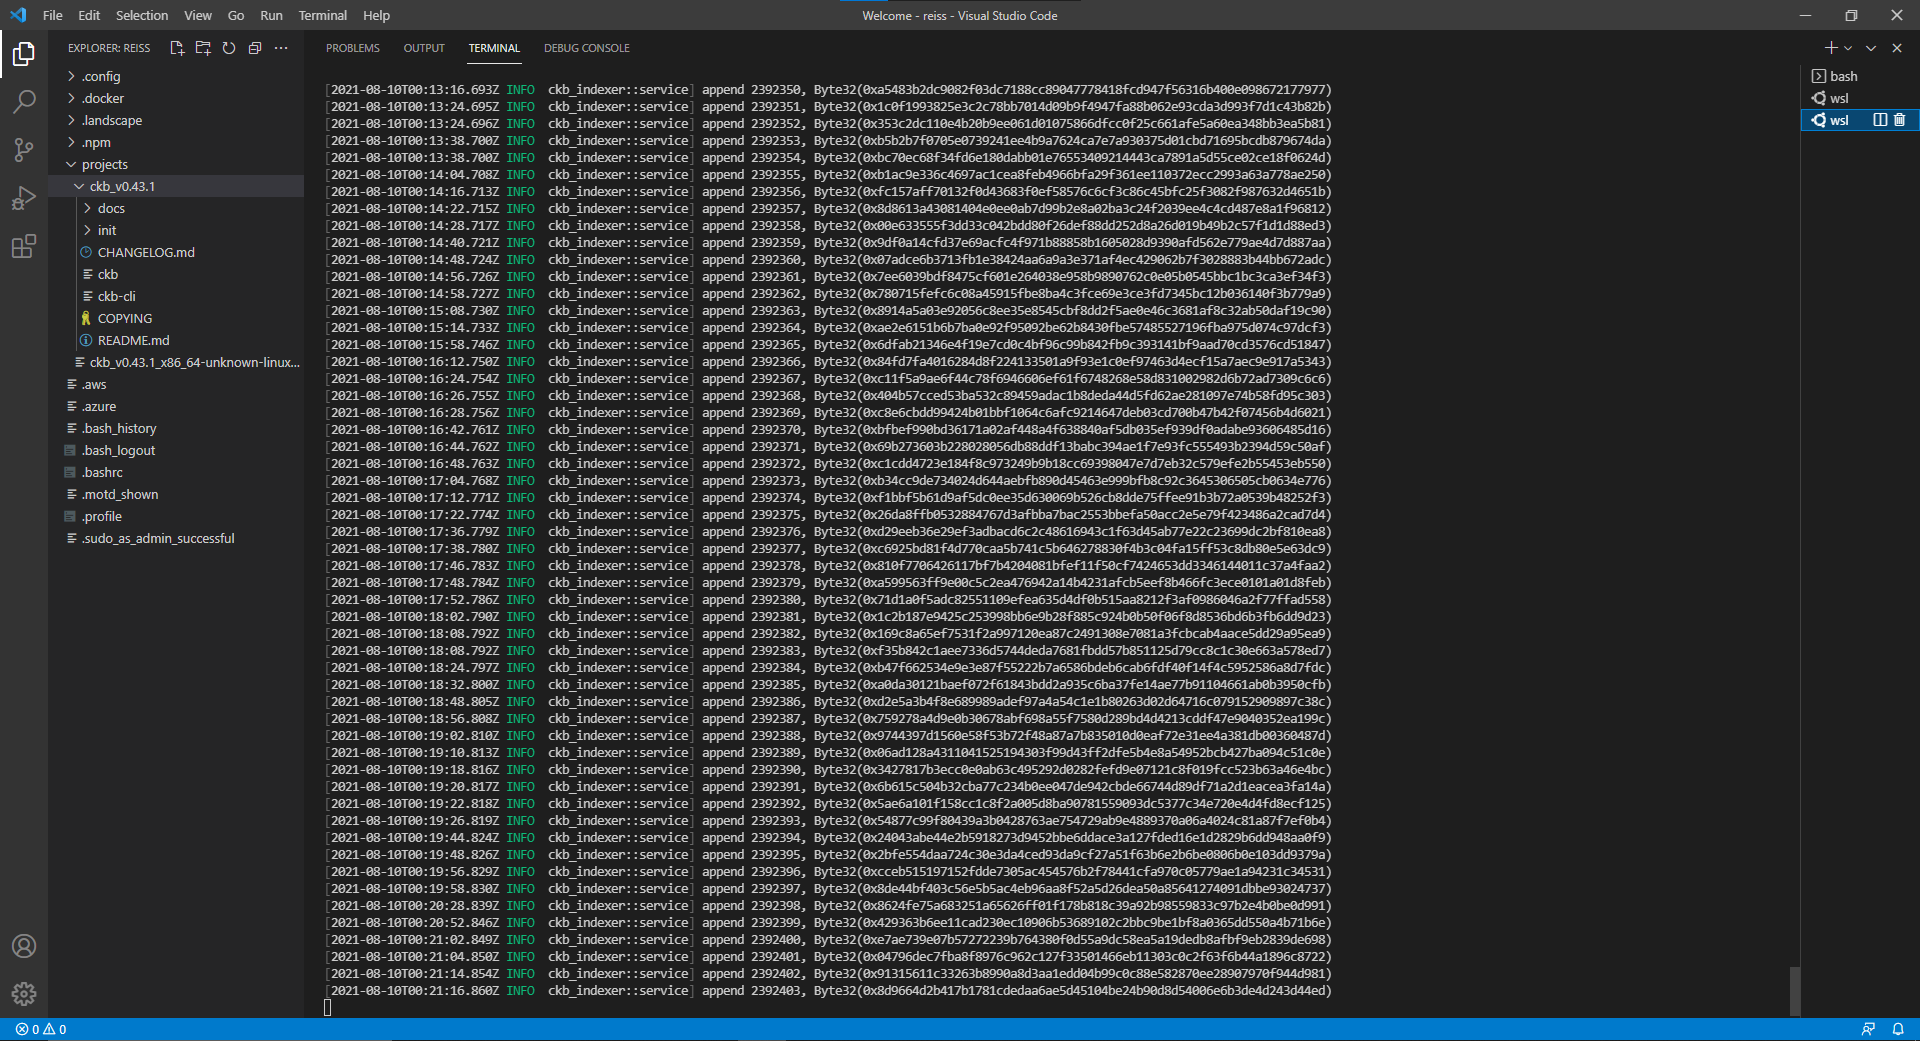 File Edit Selection View Go Run Terminal Help
Welcome - reiss - Visual Studio Code
EXPLORER: REISS
.config
.docker
.landscape
.npm
projects
ckb_v0.43.1
docs
init
CHANGELOG.md
ckb
ckb-cli
COPYING
README.md
ckb_v0.43.1_x86_64-unknown-linux...
.aws
.azure
.bash_history
.bash_logout
.bashrc
.motd_shown
.profile
.sudo_as_admin_successful
PROBLEMS OUTPUT TERMINAL DEBUG CONSOLE
[2021-08-10T00:13:16.693Z INFO ckb_indexer::service] append 2392350, Byte32(0xa5483b2dc9082f03dc7188cc89047778418fcd947f56316b400e098672177977)
[2021-08-10T00:13:24.695Z INFO ckb_indexer::service] append 2392351, Byte32(0x1c0f1993825e3c2c78bb7014d09b9f4947fa88b062e93cda3d993f7d1c43b82b)
[2021-08-10T00:13:24.696Z INFO ckb_indexer::service] append 2392352, Byte32(0x353c2dc110e4b20b9ee061d01075866dfcc0f25c661afe5a60ea348bb3ea5b81)
[2021-08-10T00:13:38.700Z INFO ckb_indexer::service] append 2392353, Byte32(0xb5b2b7f0705e0739241ee4b9a7624ca7e7a930375d01cbd71695bcdb879674da)
[2021-08-10T00:13:38.700Z INFO ckb_indexer::service] append 2392354, Byte32(0xbc70ec68f34fd6e180dabb01e76553409214443ca7891a5d55ce02ce18f0624d)
[2021-08-10T00:14:04.708Z INFO ckb_indexer::service] append 2392355, Byte32(0xb1ac9e336c4697ac1cea8feb4966bfa29f361ee110372ecc2993a63a778ae250)
[2021-08-10T00:14:16.713Z INFO ckb_indexer::service] append 2392356, Byte32(0xfc157aff70132f0d43683f0ef58576c6cf3c86c45bfc25f3082f987632d4651b)
[2021-08-10T00:14:22.715Z INFO ckb_indexer::service] append 2392357, Byte32(0x8d8613a43081404e0ee0ab7d99b2e8a02ba3c24f2039ee4c4cd487e8a1f96812)
[2021-08-10T00:14:28.717Z INFO ckb_indexer::service] append 2392358, Byte32(0x00e633555f3dd33c042bdd80f26def88dd252d8a26d019b49b2c57f1d1d88ed3)
[2021-08-10T00:14:40.721Z INFO ckb_indexer::service] append 2392359, Byte32(0x9df0a14cfd37e69acfc4f971b88858b1605028d9390afd562e779ae4d7d887aa)
[2021-08-10T00:14:48.724Z INFO ckb_indexer::service] append 2392360, Byte32(0x07adce6b3713fb1e38424aa6a9a3e371af4ec429062b7f3028883b44bb672adc)
[2021-08-10T00:14:56.726Z INFO ckb_indexer::service] append 2392361, Byte32(0x7ee6039bdf8475cf601e264038e958b9890762c0e05b0545bbc1bc3ca3ef34f3)
[2021-08-10T00:14:58.727Z INFO ckb_indexer::service] append 2392362, Byte32(0x780715fefc6c08a45915fbe8ba4c3fce69e3ce3fd7345bc12b036140f3b779a9)
[2021-08-10T00:15:08.730Z INFO ckb_indexer::service] append 2392363, Byte32(0x8914a5a03e92056c8ee35e8545cbf8dd2f5ae0e46c3681af8c32ab50daf19c90)
[2021-08-10T00:15:14.733Z INFO ckb_indexer::service] append 2392364, Byte32(0xae2e6151b6b7ba0e92f95092be62b8430fbe57485527196fba975d074c97dcf3)
[2021-08-10T00:15:58.746Z INFO ckb_indexer::service] append 2392365, Byte32(0x6dfab21346e4f19e7cd0c4bf96c99b842fb9c393141bf9aad70cd3576cd51847)
[2021-08-10T00:16:12.750Z INFO ckb_indexer::service] append 2392366, Byte32(0x84fd7fa4016284d8f224133501a9f93e1c0ef97463d4ecf15a7aec9e917a5343)
[2021-08-10T00:16:24.754Z INFO ckb_indexer::service] append 2392367, Byte32(0xc11f5a9ae6f44c78f6946606ef61f6748268e58d831002982d6b72ad7309c6c6)
[2021-08-10T00:16:26.755Z INFO ckb_indexer::service] append 2392368, Byte32(0x404b57cced53ba532c89459adac1b8deda44d5fd62ae281097e74b58fd95c303)
[2021-08-10T00:16:28.756Z INFO ckb_indexer::service] append 2392369, Byte32(0xc8e6cbdd99424b01bbf1064c6afc9214647deb03cd700b47b42f07456b4d6021)
[2021-08-10T00:16:42.761Z INFO ckb_indexer::service] append 2392370, Byte32(0xbfbef990bd36171a02af448a4f638840af5db035ef939df0adabe93606485d16)
[2021-08-10T00:16:44.762Z INFO ckb_indexer::service] append 2392371, Byte32(0x69b273603b228028056db88ddf13babc394ae1f7e93fc555493b2394d59c50af)
[2021-08-10T00:16:48.763Z INFO ckb_indexer::service] append 2392372, Byte32(0xc1cdd4723e184f8c973249b9b18cc69398047e7d7eb32c579efe2b55453eb550)
[2021-08-10T00:17:04.768Z INFO ckb_indexer::service] append 2392373, Byte32(0xb34cc9de734024d644aebfb890d45463e999bfb8c92c3645306505cb0634e776)
[2021-08-10T00:17:12.771Z INFO ckb_indexer::service] append 2392374, Byte32(0xf1bbf5b61d9af5dc0ee35d630069b526cb8dde75ffee91b3b72a0539b48252f3)
[2021-08-10T00:17:22.774Z INFO ckb_indexer::service] append 2392375, Byte32(0x26da8ffb0532884767d3afbba7bac2553bbefa50acc2e5e79f423486a2cad7d4)
[2021-08-10T00:17:36.779Z INFO ckb_indexer::service] append 2392376, Byte32(0xd29eeb36e29ef3adbacd6c2c48616943c1f63d45ab77e22c23699dc2bf810ea8)
[2021-08-10T00:17:38.780Z INFO ckb_indexer::service] append 2392377, Byte32(0xc6925bd81f4d770caa5b741c5b646278830f4b3c04fa15ff53c8db80e5e63dc9)
[2021-08-10T00:17:46.783Z INFO ckb_indexer::service] append 2392378, Byte32(0x810f7706426117bf7b4204081bfef11f50cf7424653dd3346144011c37a4faa2)
[2021-08-10T00:17:48.784Z INFO ckb_indexer::service] append 2392379, Byte32(0xa599563ff9e00c5c2ea476942a14b4231afcb5eef8b466fc3ece0101a01d8feb)
[2021-08-10T00:17:52.786Z INFO ckb_indexer::service] append 2392380, Byte32(0x71d1a0f5adc82551109efea635d4df0b515aa8212f3af0986046a2f77ffad558)
[2021-08-10T00:18:02.790Z INFO ckb_indexer::service] append 2392381, Byte32(0x1c2b187e9425c253998bb6e9b28f885c924b0b50f06f8d8536bd6b3fb6dd9d23)
[2021-08-10T00:18:08.792Z INFO ckb_indexer::service] append 2392382, Byte32(0x169c8a65ef7531f2a997120ea87c2491308e7081a3fcbcab4aace5dd29a95ea9)
[2021-08-10T00:18:08.792Z INFO ckb_indexer::service] append 2392383, Byte32(0xf35b842c1aee7336d5744deda7681fbdd57b851125d79cc8c1c30e663a578ed7)
[2021-08-10T00:18:24.797Z INFO ckb_indexer::service] append 2392384, Byte32(0xb47f662534e9e3e87f55222b7a6586bdeb6cab6fdf40f14f4c5952586a8d7fdc)
[2021-08-10T00:18:32.800Z INFO ckb_indexer::service] append 2392385, Byte32(0xa0da30121baef072f61843bdd2a935c6ba37fe14ae77b91104661ab0b3950cfb)
[2021-08-10T00:18:48.805Z INFO ckb_indexer::service] append 2392386, Byte32(0xd2e5a3b4f8e689989adef97a4a54c1e1b80263d02d64716c079152909897c38c)
[2021-08-10T00:18:56.808Z INFO ckb_indexer::service] append 2392387, Byte32(0x759278a4d9e0b30678abf698a55f7580d289bd4d4213cddf47e9040352ea199c)
[2021-08-10T00:19:02.810Z INFO ckb_indexer::service] append 2392388, Byte32(0x9744397d1560e58f53b72f48a87a7b835010d0eaf72e31ee4a381db00360487d)
[2021-08-10T00:19:10.813Z INFO ckb_indexer::service] append 2392389, Byte32(0x06ad128a4311041525194303f99d43ff2dfe5b4e8a54952bcb427ba094c51c0e)
[2021-08-10T00:19:18.816Z INFO ckb_indexer::service] append 2392390, Byte32(0x3427817b3ecc0e0ab63c495292d0282fefd9e07121c8f019fcc523b63a46e4bc)
[2021-08-10T00:19:20.817Z INFO ckb_indexer::service] append 2392391, Byte32(0x6b615c504b32cba77c234b0ee047de942cbde66744d89df71a2d1eacea3fa14a)
[2021-08-10T00:19:22.818Z INFO ckb_indexer::service] append 2392392, Byte32(0x5ae6a101f158cc1c8f2a005d8ba90781559093dc5377c34e720e4d4fd8ecf125)
[2021-08-10T00:19:26.819Z INFO ckb_indexer::service] append 2392393, Byte32(0x54877c99f80439a3b0428763ae754729ab9e4889370a06a4024c81a87f7ef0b4)
[2021-08-10T00:19:44.824Z INFO ckb_indexer::service] append 2392394, Byte32(0x24043abe44e2b5918273d9452bbe6ddace3a127fded16e1d2829b6dd948aa0f9)
[2021-08-10T00:19:48.826Z INFO ckb_indexer::service] append 2392395, Byte32(0x2bfe554daa724c30e3da4ced93da9cf27a51f63b6e2b6be0806b0e103dd9379a)
[2021-08-10T00:19:56.829Z INFO ckb_indexer::service] append 2392396, Byte32(0xcceb515197152fdde7305ac454576b2f78441cfa970c05779ae1a94231c34531)
[2021-08-10T00:19:58.830Z INFO ckb_indexer::service] append 2392397, Byte32(0x8de44bf403c56e5b5ac4eb96aa8f52a5d26dea50a85641274091dbbe93024737)
[2021-08-10T00:20:28.839Z INFO ckb_indexer::service] append 2392398, Byte32(0x8624fe75a683251a65626ff01f178b818c39a92b98559833c97b2e4b0be0d991)
[2021-08-10T00:20:52.846Z INFO ckb_indexer::service] append 2392399, Byte32(0x429363b6ee11cad230ec10906b53689102c2bbc9be1bf8a0365dd550a4b71b6e)
[2021-08-10T00:21:02.849Z INFO ckb_indexer::service] append 2392400, Byte32(0xe7ae739e07b57272239b764380f0d55a9dc58ea5a19dedb8afbf9eb2839de698)
[2021-08-10T00:21:04.850Z INFO ckb_indexer::service] append 2392401, Byte32(0x04796dec7fba8f8976c962c127f33501466eb11303c0c2f63f6b44a1896c8722)
[2021-08-10T00:21:14.854Z INFO ckb_indexer::service] append 2392402, Byte32(0x91315611c33263b8990a8d3aa1edd04b99c0c88e582870ee28907970f944d981)
[2021-08-10T00:21:16.860Z INFO ckb_indexer::service] append 2392403, Byte32(0x8d9664d2b417b1781cdedaa6ae5d45104be24b90d8d54006e6b3de4d243d44ed)
bash
wsl
wsl
0 0